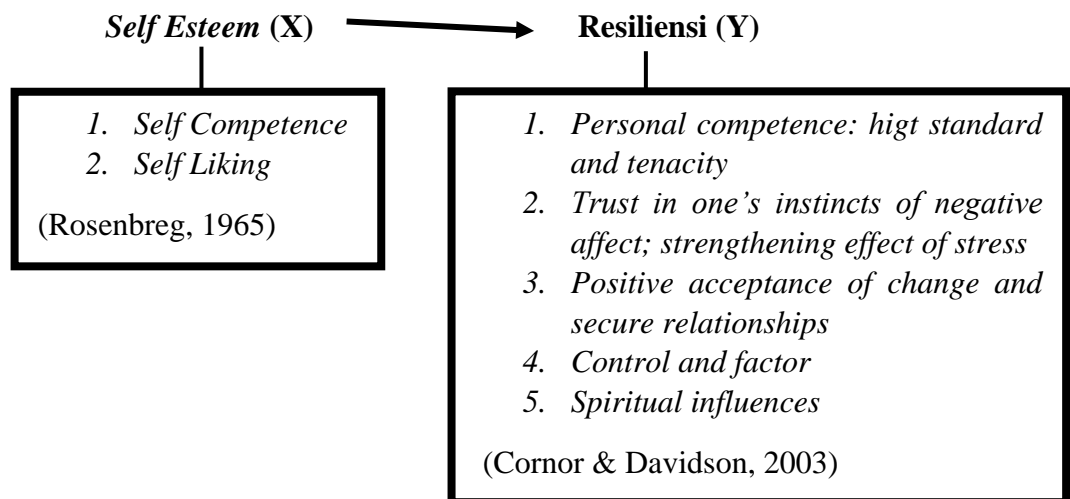 Self Esteem (X)
Resiliensi (Y)
1. Self Competence
2. Self Liking
(Rosenbreg, 1965)
1. Personal competence: higt standard
and tenacity
2. Trust in one’s instincts of negative
affect; strengthening effect of stress
3. Positive acceptance of change and
secure relationships
4. Control and factor
5. Spiritual influences
(Cornor & Davidson, 2003)